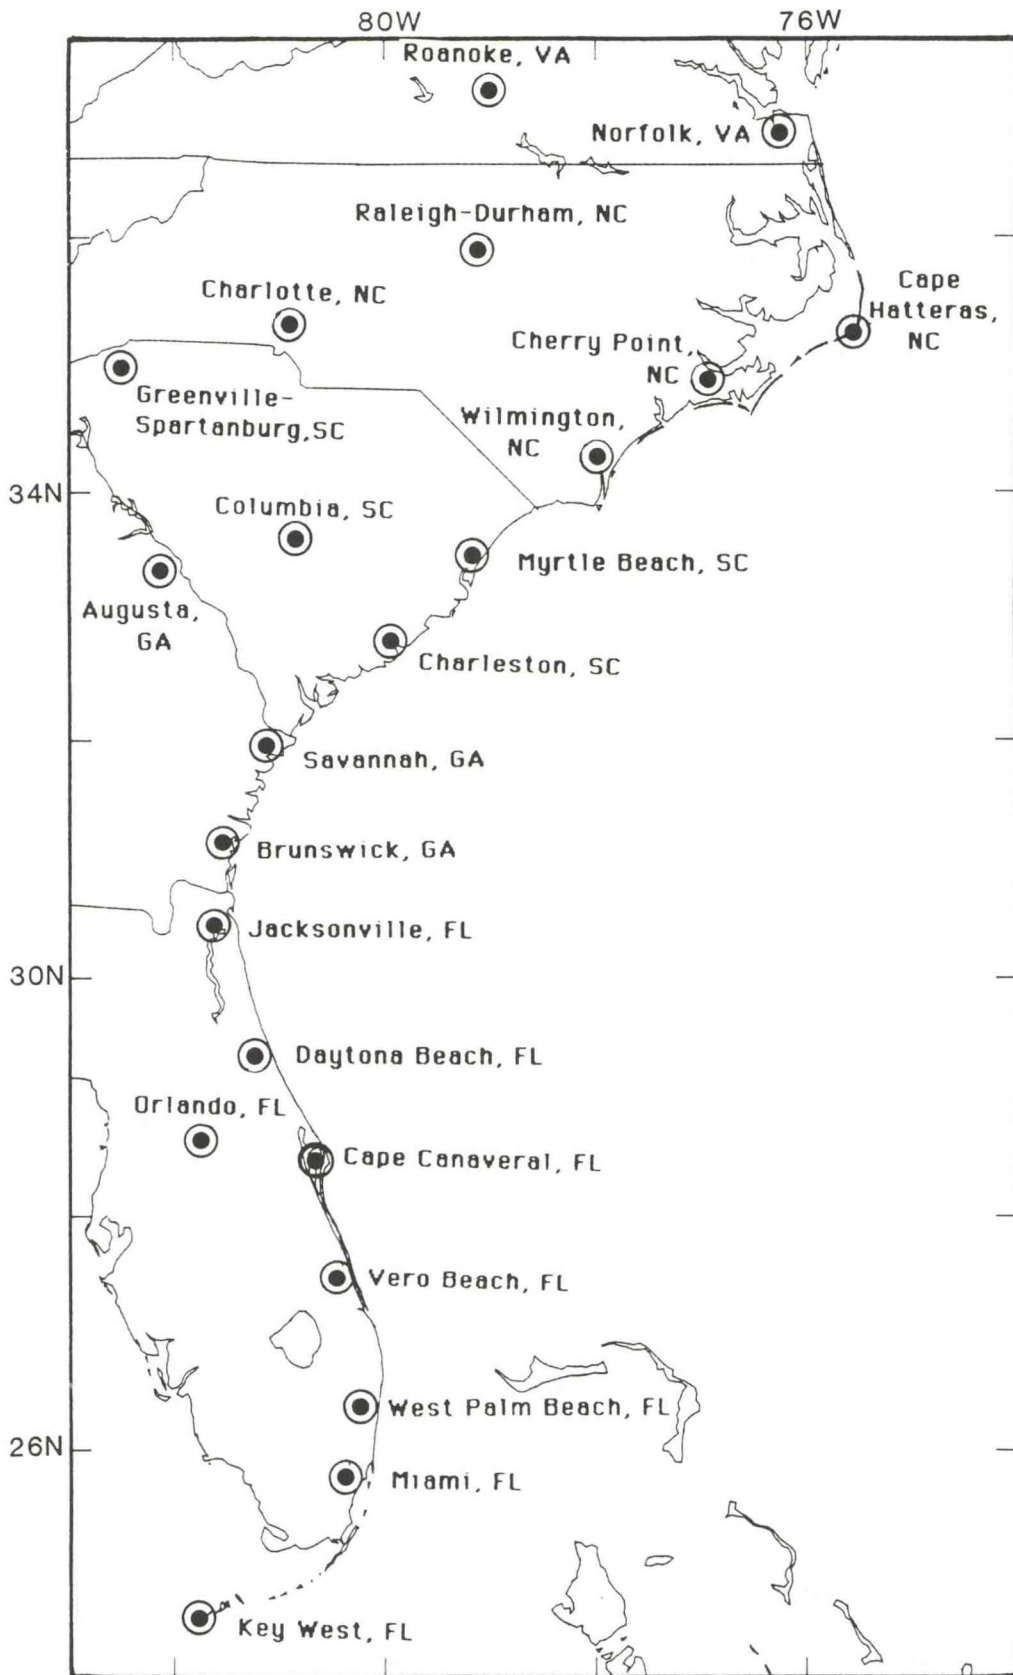 80W
76W
Roanoke, VA
Norfolk, VA
Raleigh-Durham, NC
Charlotte, NC
Cape
Hatteras,
NC
Cherry Point,
NC
Greenville-
Spartanburg,SC
Wilmington,
NC
34N
Columbia, SC
Myrtle Beach, SC
Augusta,
GA
Charleston, SC
Savannah, GA
Brunswick, GA
Jacksonville, FL
30N
Daytona Beach, FL
Orlando, FL
Cape Canaveral, FL
Vero Beach, FL
West Palm Beach, FL
26N
Miami, FL
Key West, FL